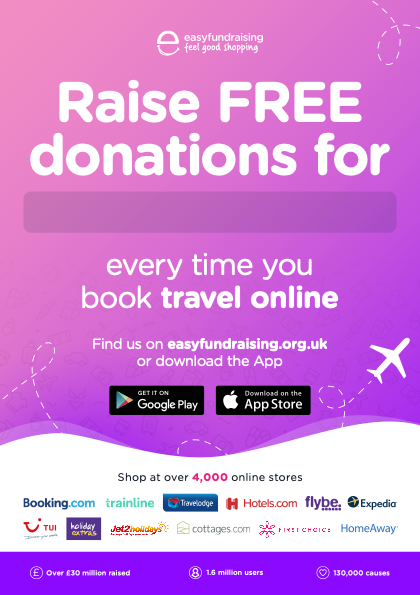 easyfundraising
feel good shopping
Raise FREE
donations for
every time you
book travel online
Find us on easyfundraising.org.uk
or download the App
GET IT ON
Google Play
Download on the
App Store
Shop at over 4,000 online stores
Booking.com trainline Travelodge Hotels.com flybe. Expedia
TUI holiday extras Jet2holidays cottages.com FIRST CHOICE HomeAway
Over £30 million raised 1.6 million users 130,000 causes